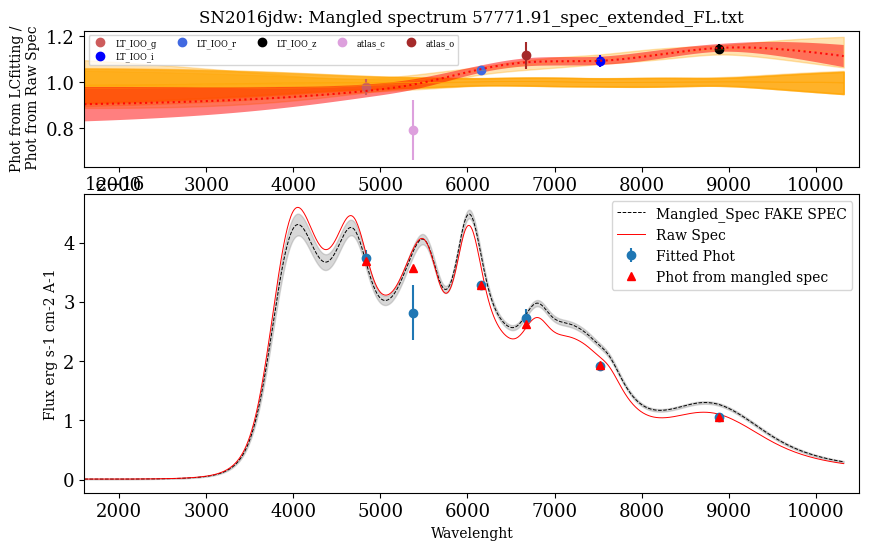 SN2016jdw: Mangled spectrum 57771.91_spec_extended_FL.txt
Phot from LCfitting /
Phot from Raw Spec
1.2
1.0
0.8
LT_IOO_g
LT_IOO_r
LT_IOO_z
atlas_c
atlas_o
LT_IOO_i
2000 3000 4000 5000 6000 7000 8000 9000 10000
1e−16
Flux erg s-1 cm-2 A-1
4
3
2
1
0
Mangled_Spec FAKE SPEC
Raw Spec
Fitted Phot
Phot from mangled spec
2000 3000 4000 5000 6000 7000 8000 9000 10000
Wavelenght